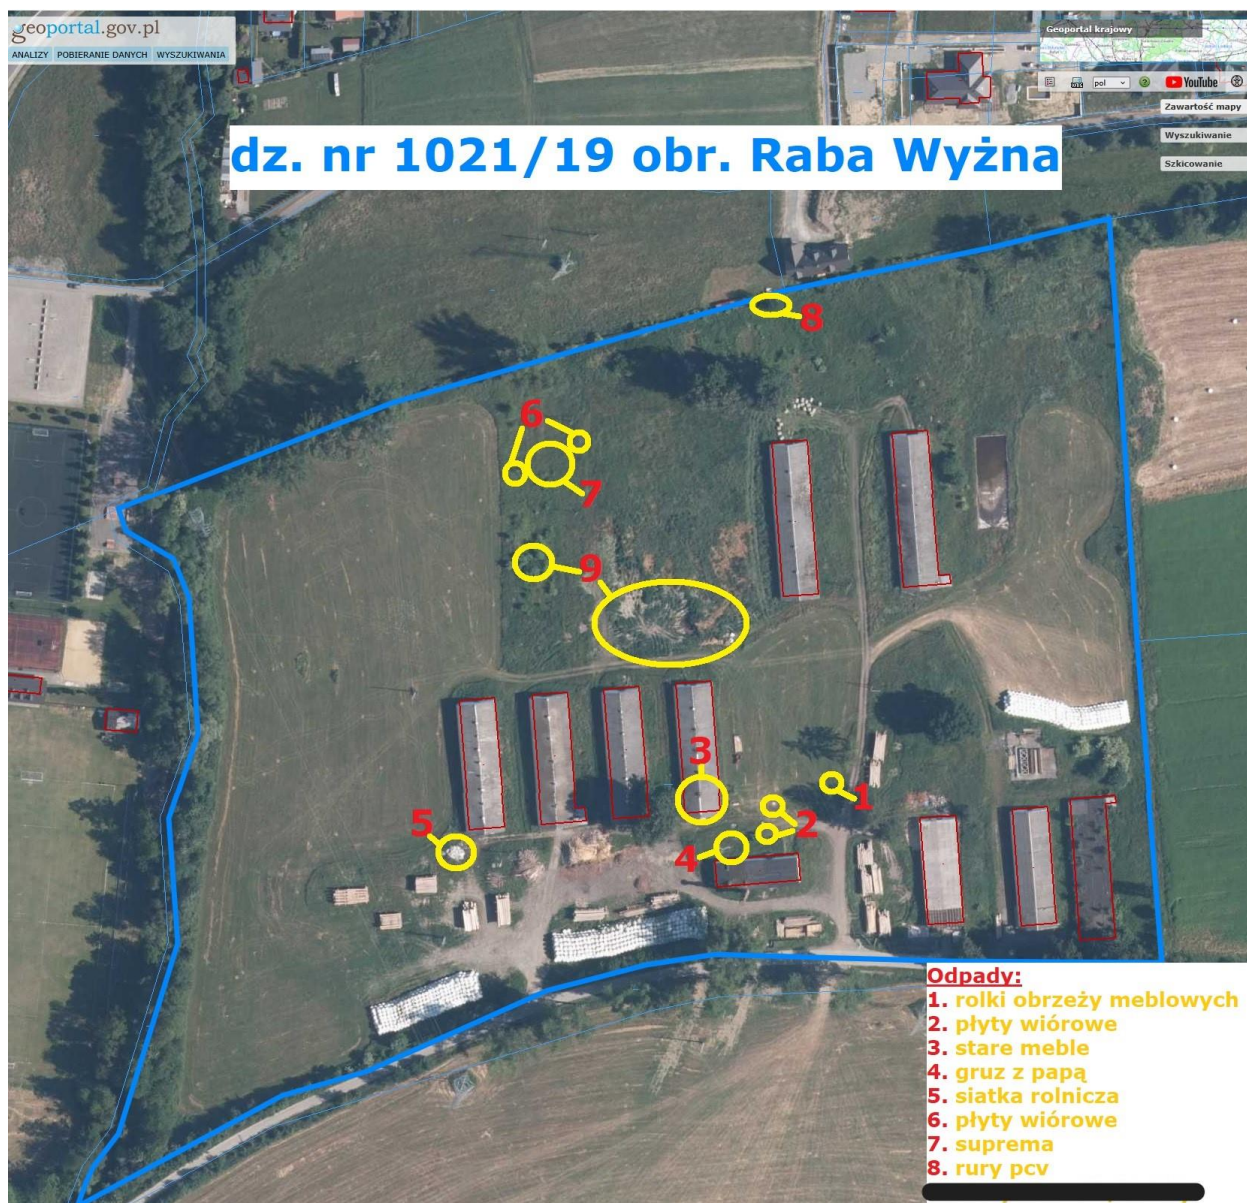 geoportal.gov.pl
Geoportal krajowy
ANALIZY POBIERANIE DANYCH WYSZUKIWANIA
pol
YouTube
Zawartość mapy
Wyszukiwanie
Szkicowanie
dz. nr 1021/19 obr. Raba Wyżna
8
6
7
9
3
1
2
5
4
Odpady:
1. rolki obrzeży meblowych
2. płyty wiórowe
3. stare meble
4. gruz z papą
5. siatka rolnicza
6. płyty wiórowe
7. suprema
8. rury pcv